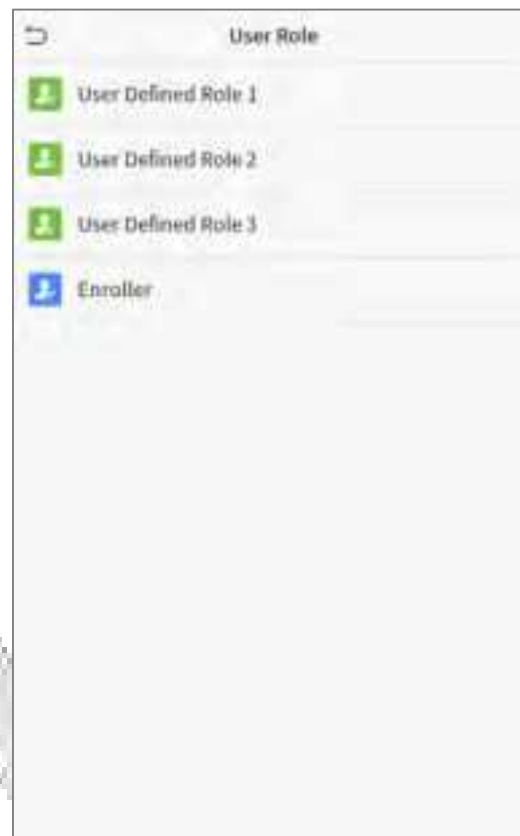 User Role
User Defined Role 1
User Defined Role 2
User Defined Role 3
Enroller